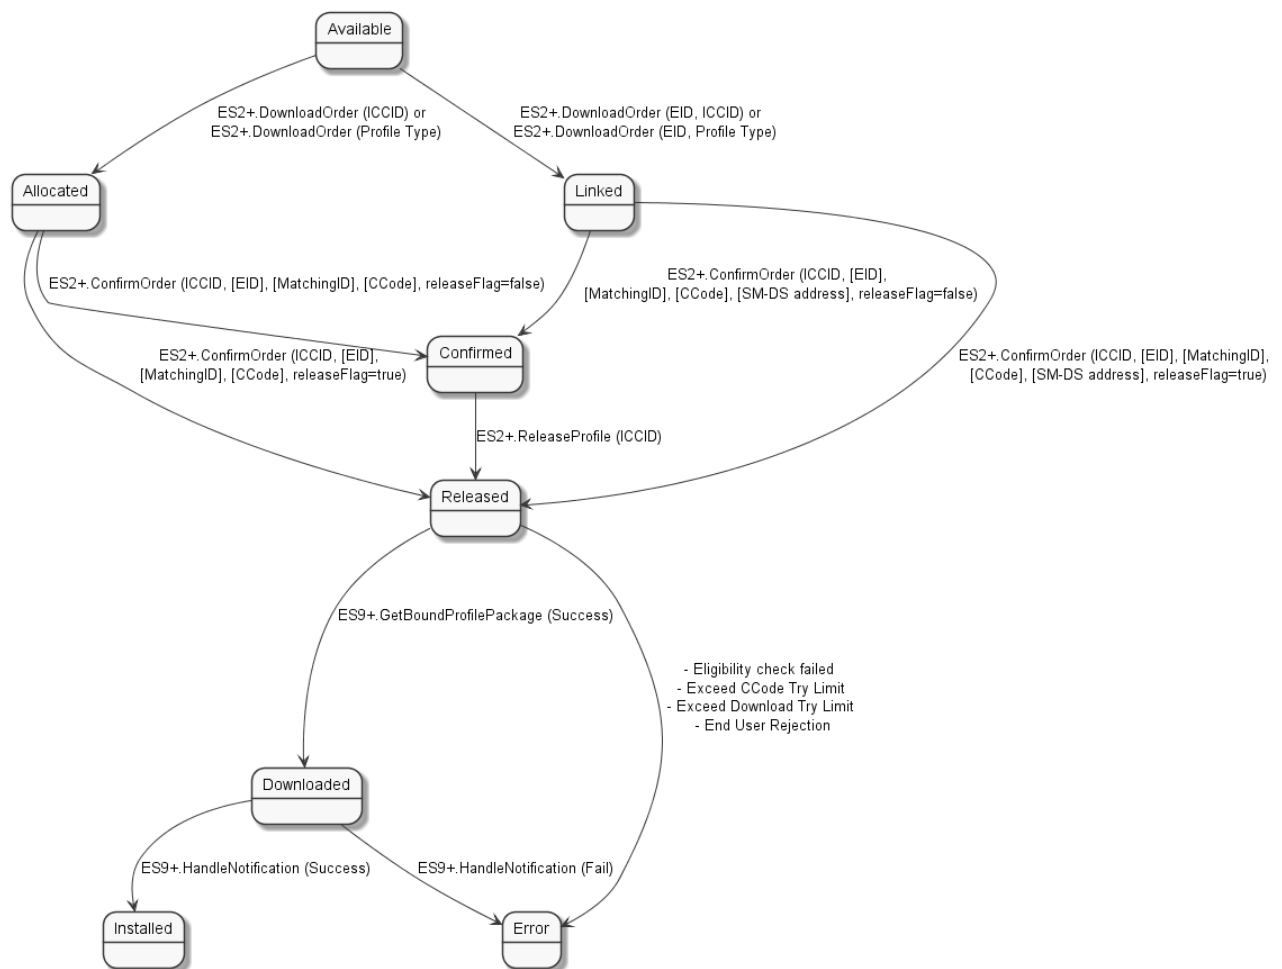 Available
ES2+.DownloadOrder (ICCID) or
ES2+.DownloadOrder (Profile Type)
ES2+.DownloadOrder (EID, ICCID) or
ES2+.DownloadOrder (EID, Profile Type)
Allocated
Linked
ES2+.ConfirmOrder (ICCID, [EID], [MatchingID], [CCode], releaseFlag=false)
ES2+.ConfirmOrder (ICCID, [EID],
[MatchingID], [CCode], [SM-DS address], releaseFlag=false)
Confirmed
ES2+.ConfirmOrder (ICCID, [EID],
[MatchingID], [CCode], releaseFlag=true)
ES2+.ConfirmOrder (ICCID, [EID], [MatchingID],
[CCode], [SM-DS address], releaseFlag=true)
ES2+.ReleaseProfile (ICCID)
Released
ES9+.GetBoundProfilePackage (Success)
- Eligibility check failed
- Exceed CCode Try Limit
- Exceed Download Try Limit
- End User Rejection
Downloaded
ES9+.HandleNotification (Success)
ES9+.HandleNotification (Fail)
Installed
Error